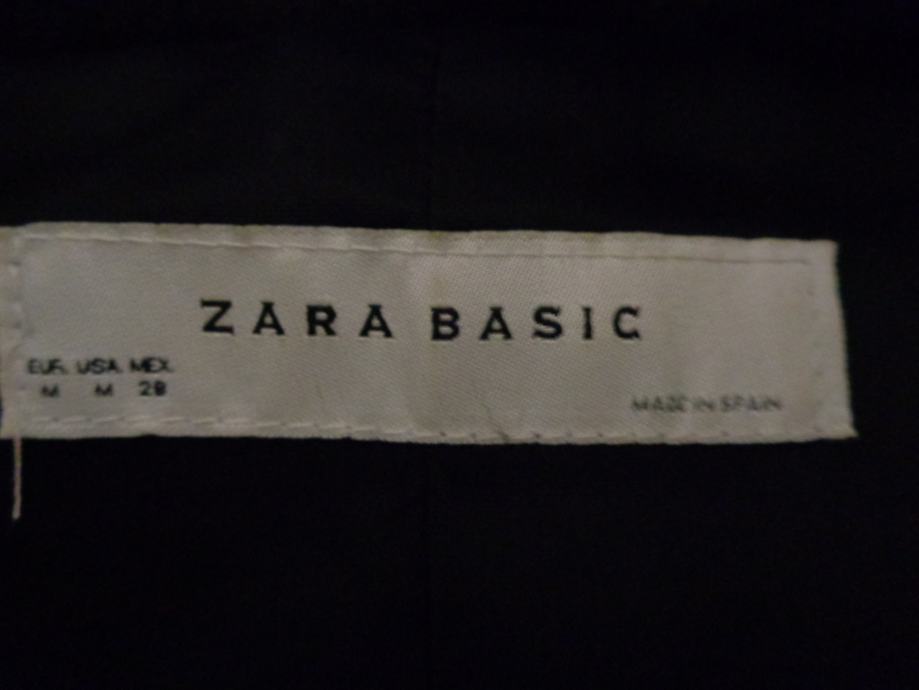 ZARA BASIC
EUR. USA. MEX.
M M 28
MADE IN SPAIN